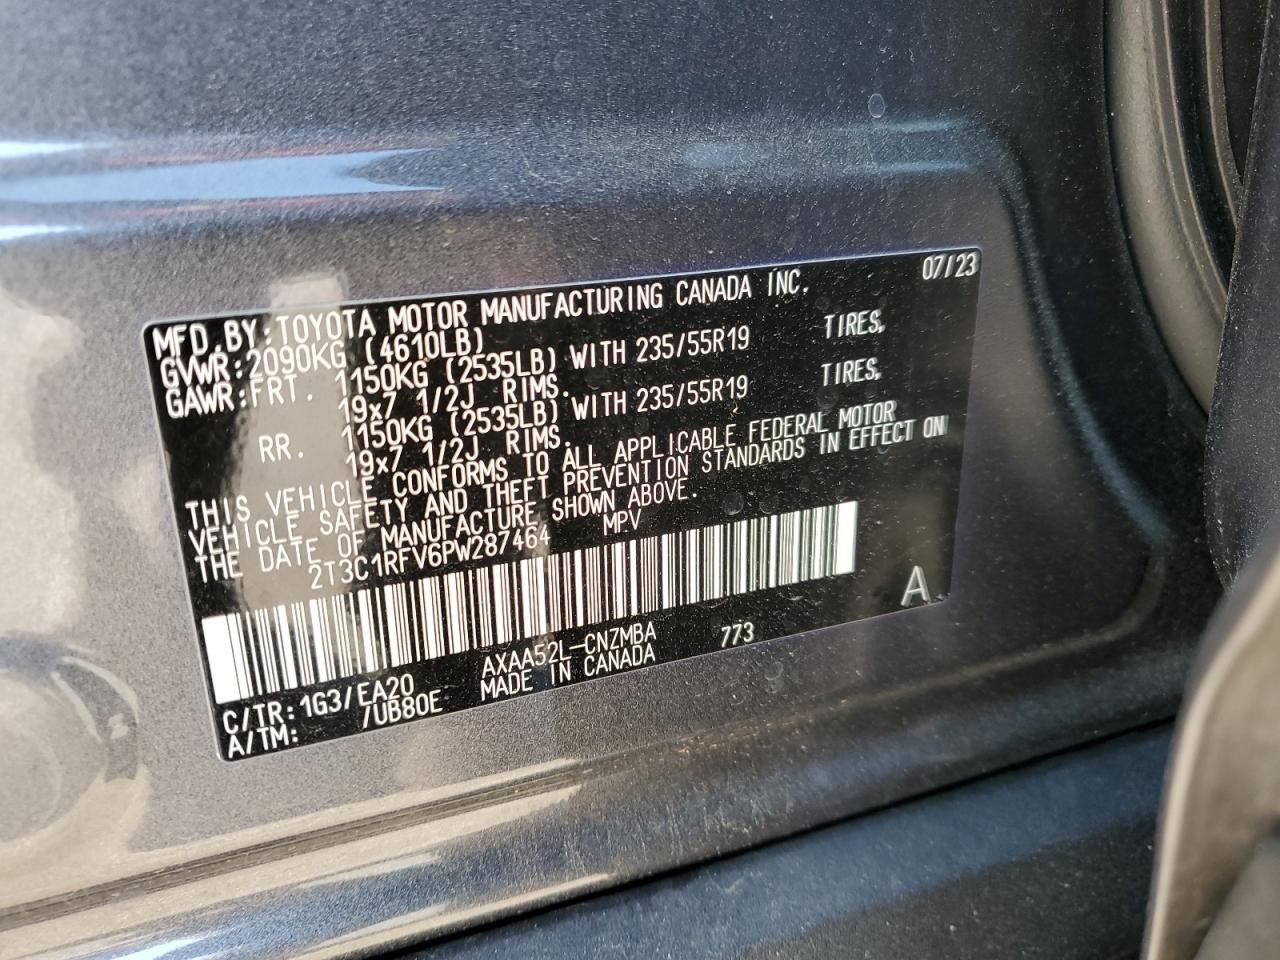 MFD.BY:TOYOTA MOTOR MANUFACTURING CANADA INC. 07/23
GVWR:2090KG (4610LB)
GAWR:FRT. 1150KG (2535LB) WITH 235/55R19 TIRES,
19x7 1/2J RIMS.
RR. 1150KG (2535LB) WITH 235/55R19 TIRES,
19x7 1/2J RIMS.
THIS VEHICLE CONFORMS TO ALL APPLICABLE FEDERAL MOTOR
VEHICLE SAFETY AND THEFT PREVENTION STANDARDS IN EFFECT ON
THE DATE OF MANUFACTURE SHOWN ABOVE.
2T3C1RFV6PW287464 MPV
A
C/TR:1G3/EA20 AXAA52L-CNZMBA 773
A/TM: /UB80E MADE IN CANADA